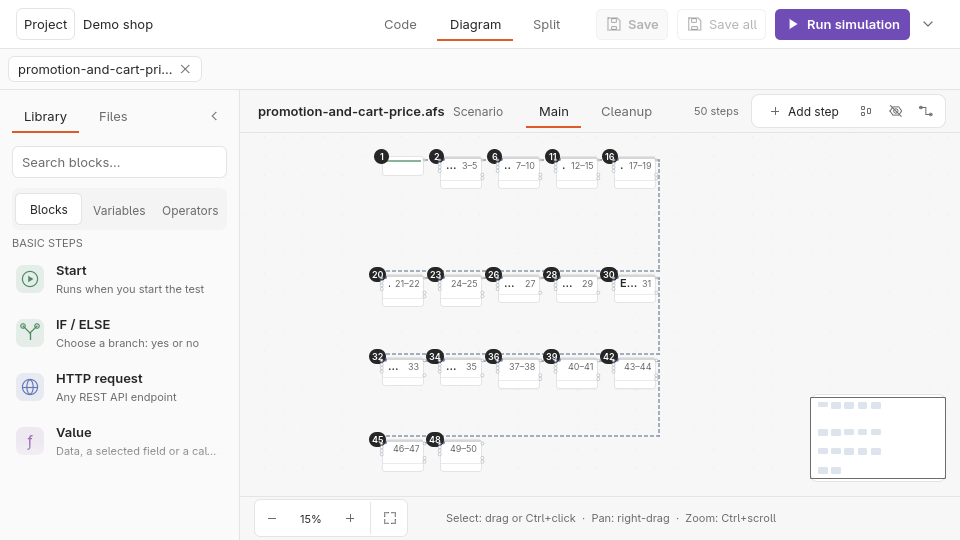 Project Demo shop Code Diagram Split Save Save all Run simulation
promotion-and-cart-pri...
Library Files
promotion-and-cart-price.afs Scenario Main Cleanup 50 steps Add step
Search blocks...
Blocks Variables Operators
BASIC STEPS
Start
Runs when you start the test
IF / ELSE
Choose a branch: yes or no
HTTP request
Any REST API endpoint
Value
Data, a selected field or a cal...
1 2 6 11 16
... 3–5 .. 7–10 . 12–15 . 17–19
20 23 26 28 30
. 21–22 24–25 ... 27 ... 29 E... 31
32 34 36 39 42
... 33 ... 35 37–38 40–41 43–44
45 48
46–47 49–50
15% Select: drag or Ctrl+click · Pan: right-drag · Zoom: Ctrl+scroll